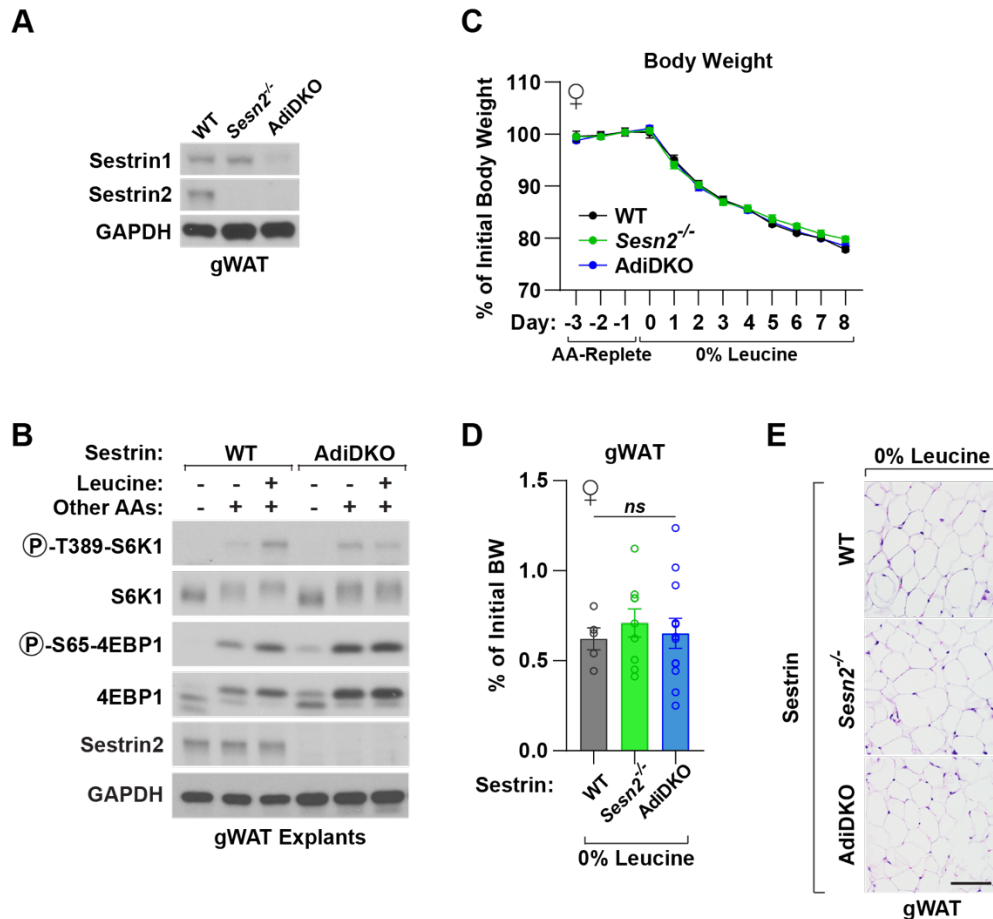 A
WT
Sesn2-/-
AdiDKO
Sestrin1
Sestrin2
GAPDH
gWAT
B
Sestrin: WT AdiDKO
Leucine: - - + - - +
Other AAs: - + + - + +
Ⓟ-T389-S6K1
S6K1
Ⓟ-S65-4EBP1
4EBP1
Sestrin2
GAPDH
gWAT Explants
C
Body Weight
♀
% of Initial Body Weight
110
100
90
80
70
WT
Sesn2-/-
AdiDKO
Day: -3 -2 -1 0 1 2 3 4 5 6 7 8
AA-Replete 0% Leucine
D
gWAT
♀
ns
% of Initial BW
1.5
1.0
0.5
0.0
Sestrin: WT Sesn2-/- AdiDKO
0% Leucine
E
0% Leucine
Sestrin
WT
Sesn2-/-
AdiDKO
gWAT